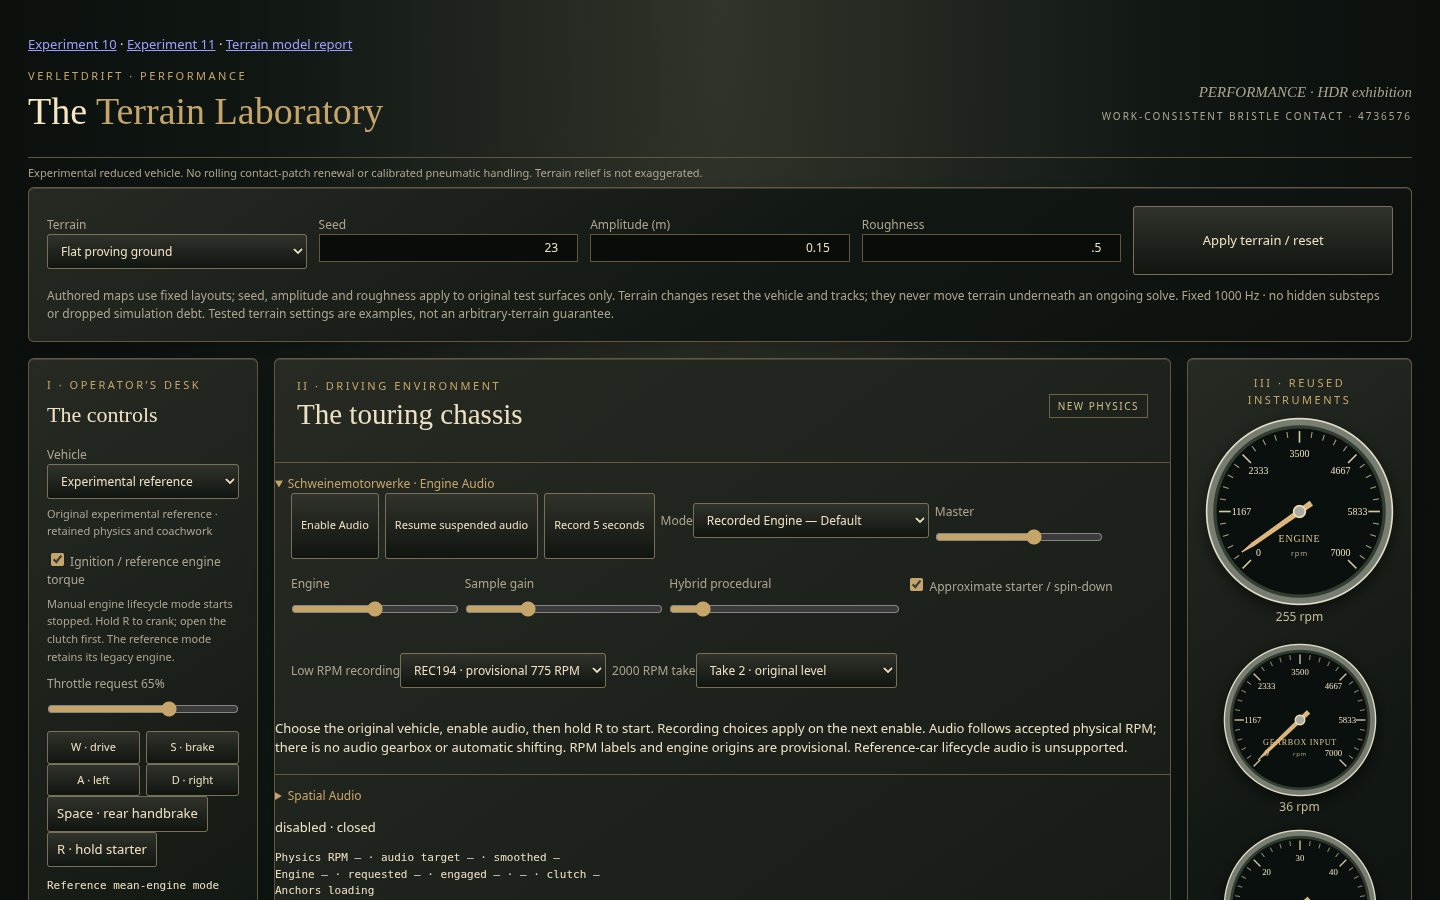 Experiment 10 · Experiment 11 · Terrain model report
VERLETDRIFT · PERFORMANCE
The Terrain Laboratory
PERFORMANCE · HDR exhibition
WORK-CONSISTENT BRISTLE CONTACT · 4736576
Experimental reduced vehicle. No rolling contact-patch renewal or calibrated pneumatic handling. Terrain relief is not exaggerated.
Terrain
Seed
Amplitude (m)
Roughness
Flat proving ground
23
0.15
.5
Apply terrain / reset
Authored maps use fixed layouts; seed, amplitude and roughness apply to original test surfaces only. Terrain changes reset the vehicle and tracks; they never move terrain underneath an ongoing solve. Fixed 1000 Hz · no hidden substeps
or dropped simulation debt. Tested terrain settings are examples, not an arbitrary-terrain guarantee.
I · OPERATOR'S DESK
The controls
Vehicle
Experimental reference
Original experimental reference ·
retained physics and coachwork
Ignition / reference engine
torque
Manual engine lifecycle mode starts
stopped. Hold R to crank; open the
clutch first. The reference mode
retains its legacy engine.
Throttle request 65%
W · drive
S · brake
A · left
D · right
Space · rear handbrake
R · hold starter
Reference mean-engine mode
II · DRIVING ENVIRONMENT
The touring chassis
NEW PHYSICS
▼ Schweinemotorwerke · Engine Audio
Enable Audio
Resume suspended audio
Record 5 seconds
Mode
Recorded Engine — Default
Master
Engine
Sample gain
Hybrid procedural
Approximate starter / spin-down
Low RPM recording
REC194 · provisional 775 RPM
2000 RPM take
Take 2 · original level
Choose the original vehicle, enable audio, then hold R to start. Recording choices apply on the next enable. Audio follows accepted physical RPM;
there is no audio gearbox or automatic shifting. RPM labels and engine origins are provisional. Reference-car lifecycle audio is unsupported.
▶ Spatial Audio
disabled · closed
Physics RPM — · audio target — · smoothed —
Engine — · requested — · engaged — · — · clutch —
Anchors loading
III · REUSED
INSTRUMENTS
3500
2333
4667
1167
5833
ENGINE
0
rpm
7000
255 rpm
3500
2333
4667
1167
5833
GEARBOX INPUT
0
rpm
7000
36 rpm
30
20
40